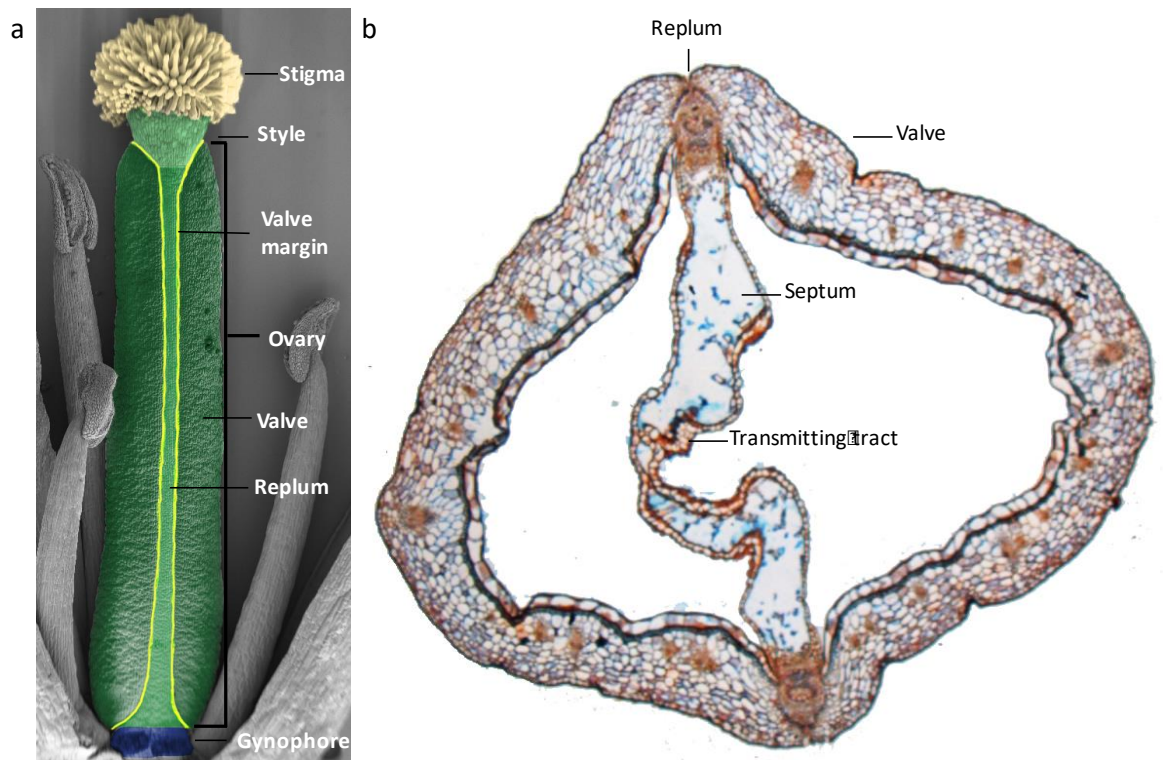 a
Stigma
Style
Valve
margin
Ovary
Valve
Replum
Gynophore
b
Replum
Valve
Septum
Transmitting tract